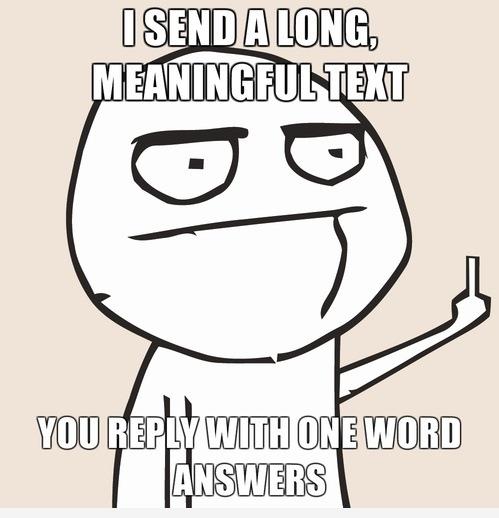 I SEND A LONG,
MEANINGFUL TEXT
YOU REPLY WITH ONE WORD
ANSWERS